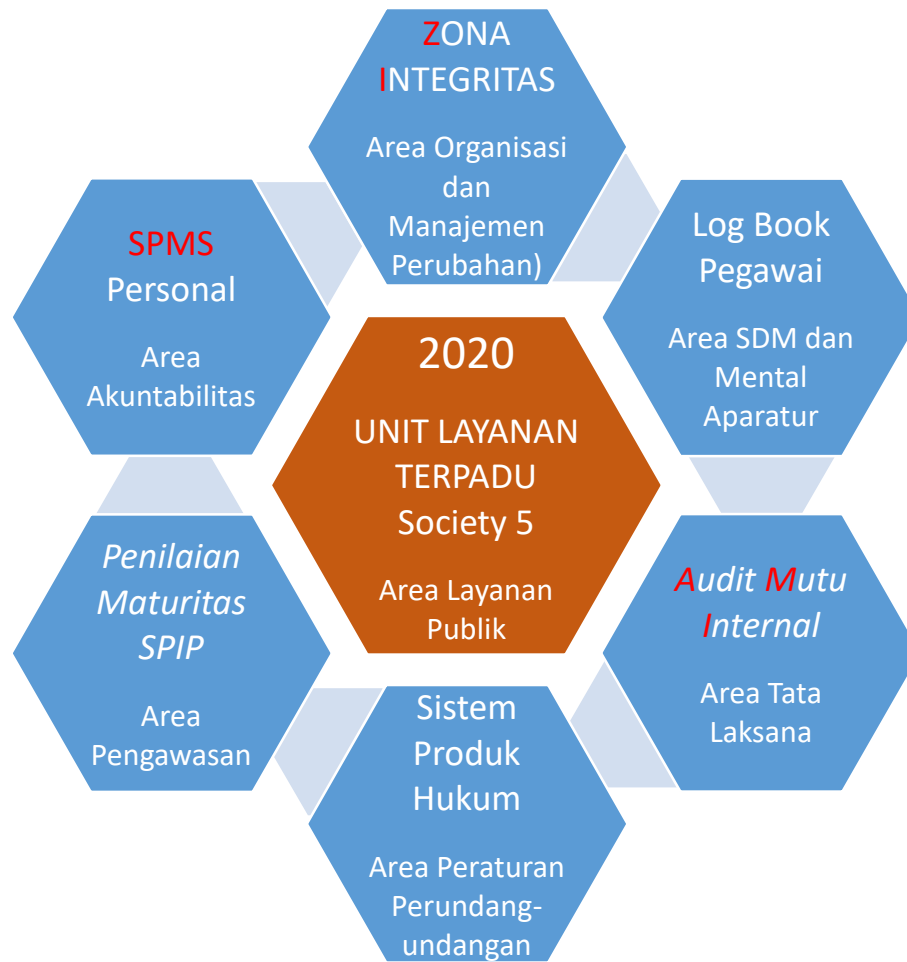 ZONA
INTEGRITAS
Area Organisasi
dan
Manajemen
Perubahan)
SPMS
Personal
Area
Akuntabilitas
Log Book
Pegawai
Area SDM dan
Mental
Aparatur
2020
UNIT LAYANAN
TERPADU
Society 5
Area Layanan
Publik
Penilaian
Maturitas
SPIP
Area
Pengawasan
Audit Mutu
Internal
Area Tata
Laksana
Sistem
Produk
Hukum
Area Peraturan
Perundang-
undangan